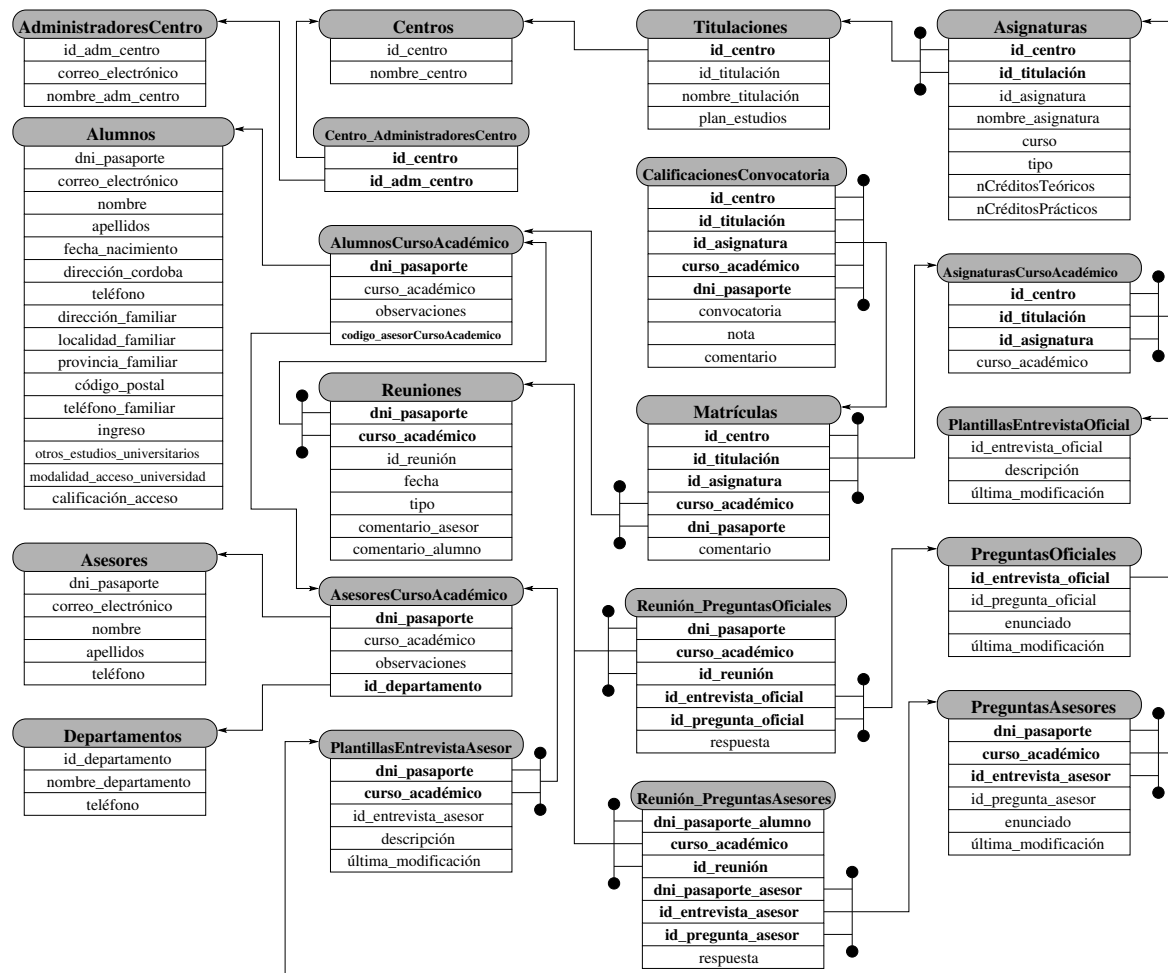 AdministradoresCentro
id_adm_centro
correo_electrónico
nombre_adm_centro
Centros
id_centro
nombre_centro
Titulaciones
id_centro
id_titulación
nombre_titulación
plan_estudios
Asignaturas
id_centro
id_titulación
id_asignatura
nombre_asignatura
curso
tipo
nCréditosTeóricos
nCréditosPrácticos
Alumnos
dni_pasaporte
correo_electrónico
nombre
apellidos
fecha_nacimiento
dirección_cordoba
teléfono
dirección_familiar
localidad_familiar
provincia_familiar
código_postal
teléfono_familiar
ingreso
otros_estudios_universitarios
modalidad_acceso_universidad
calificación_acceso
Centro_AdministradoresCentro
id_centro
id_adm_centro
CalificacionesConvocatoria
id_centro
id_titulación
id_asignatura
curso_académico
dni_pasaporte
convocatoria
nota
comentario
AlumnosCursoAcadémico
dni_pasaporte
curso_académico
observaciones
codigo_asesorCursoAcademico
AsignaturasCursoAcadémico
id_centro
id_titulación
id_asignatura
curso_académico
Reuniones
dni_pasaporte
curso_académico
id_reunión
fecha
tipo
comentario_asesor
comentario_alumno
Matrículas
id_centro
id_titulación
id_asignatura
curso_académico
dni_pasaporte
comentario
PlantillasEntrevistaOficial
id_entrevista_oficial
descripción
última_modificación
Asesores
dni_pasaporte
correo_electrónico
nombre
apellidos
teléfono
AsesoresCursoAcadémico
dni_pasaporte
curso_académico
observaciones
id_departamento
Reunión_PreguntasOficiales
dni_pasaporte
curso_académico
id_reunión
id_entrevista_oficial
id_pregunta_oficial
respuesta
PreguntasOficiales
id_entrevista_oficial
id_pregunta_oficial
enunciado
última_modificación
Departamentos
id_departamento
nombre_departamento
teléfono
PlantillasEntrevistaAsesor
dni_pasaporte
curso_académico
id_entrevista_asesor
descripción
última_modificación
Reunión_PreguntasAsesores
dni_pasaporte_alumno
curso_académico
id_reunión
dni_pasaporte_asesor
id_entrevista_asesor
id_pregunta_asesor
respuesta
PreguntasAsesores
dni_pasaporte
curso_académico
id_entrevista_asesor
id_pregunta_asesor
enunciado
última_modificación